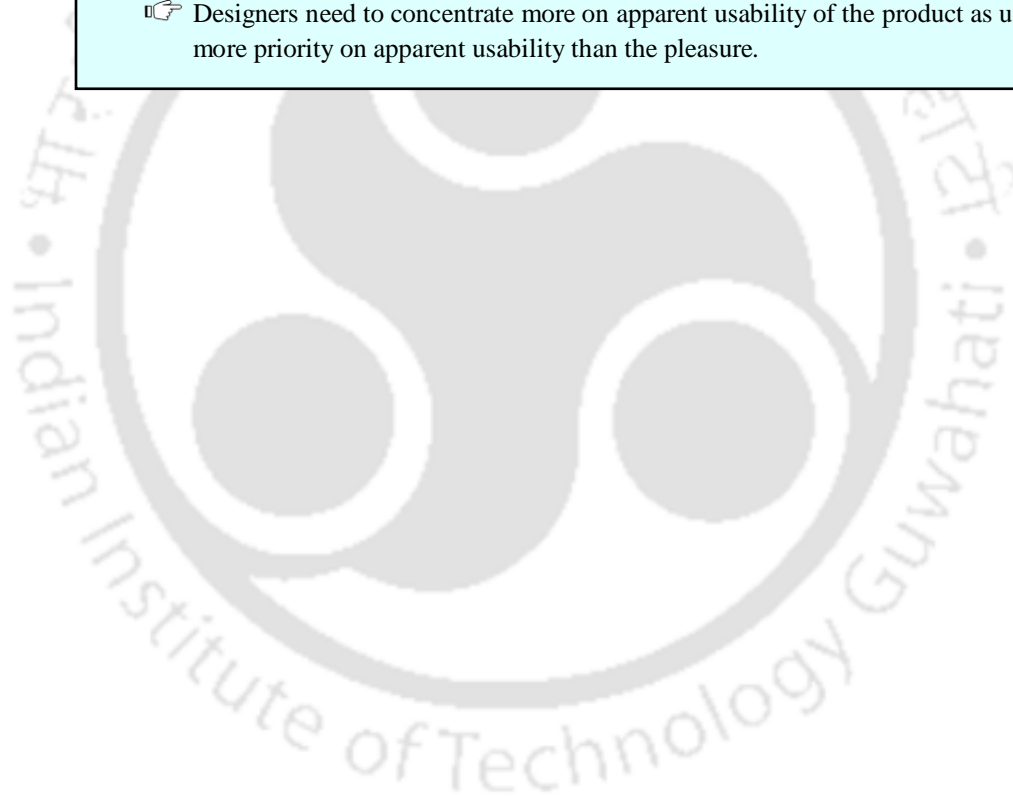 ☞ Designers need to concentrate more on apparent usability of the product as u
more priority on apparent usability than the pleasure.
• Indian Institute of Technology Guwahati •